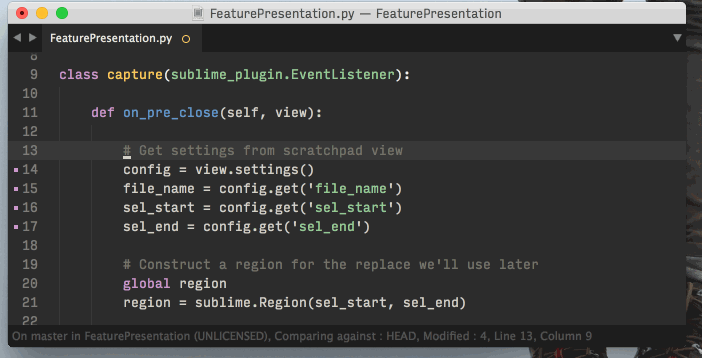 FeaturePresentation.py — FeaturePresentation
FeaturePresentation.py
8
9 class capture(sublime_plugin.EventListener):
10
11 def on_pre_close(self, view):
12
13 # Get settings from scratchpad view
14 config = view.settings()
15 file_name = config.get('file_name')
16 sel_start = config.get('sel_start')
17 sel_end = config.get('sel_end')
18
19 # Construct a region for the replace we'll use later
20 global region
21 region = sublime.Region(sel_start, sel_end)
22
On master in FeaturePresentation (UNLICENSED), Comparing against : HEAD, Modified : 4, Line 13, Column 9